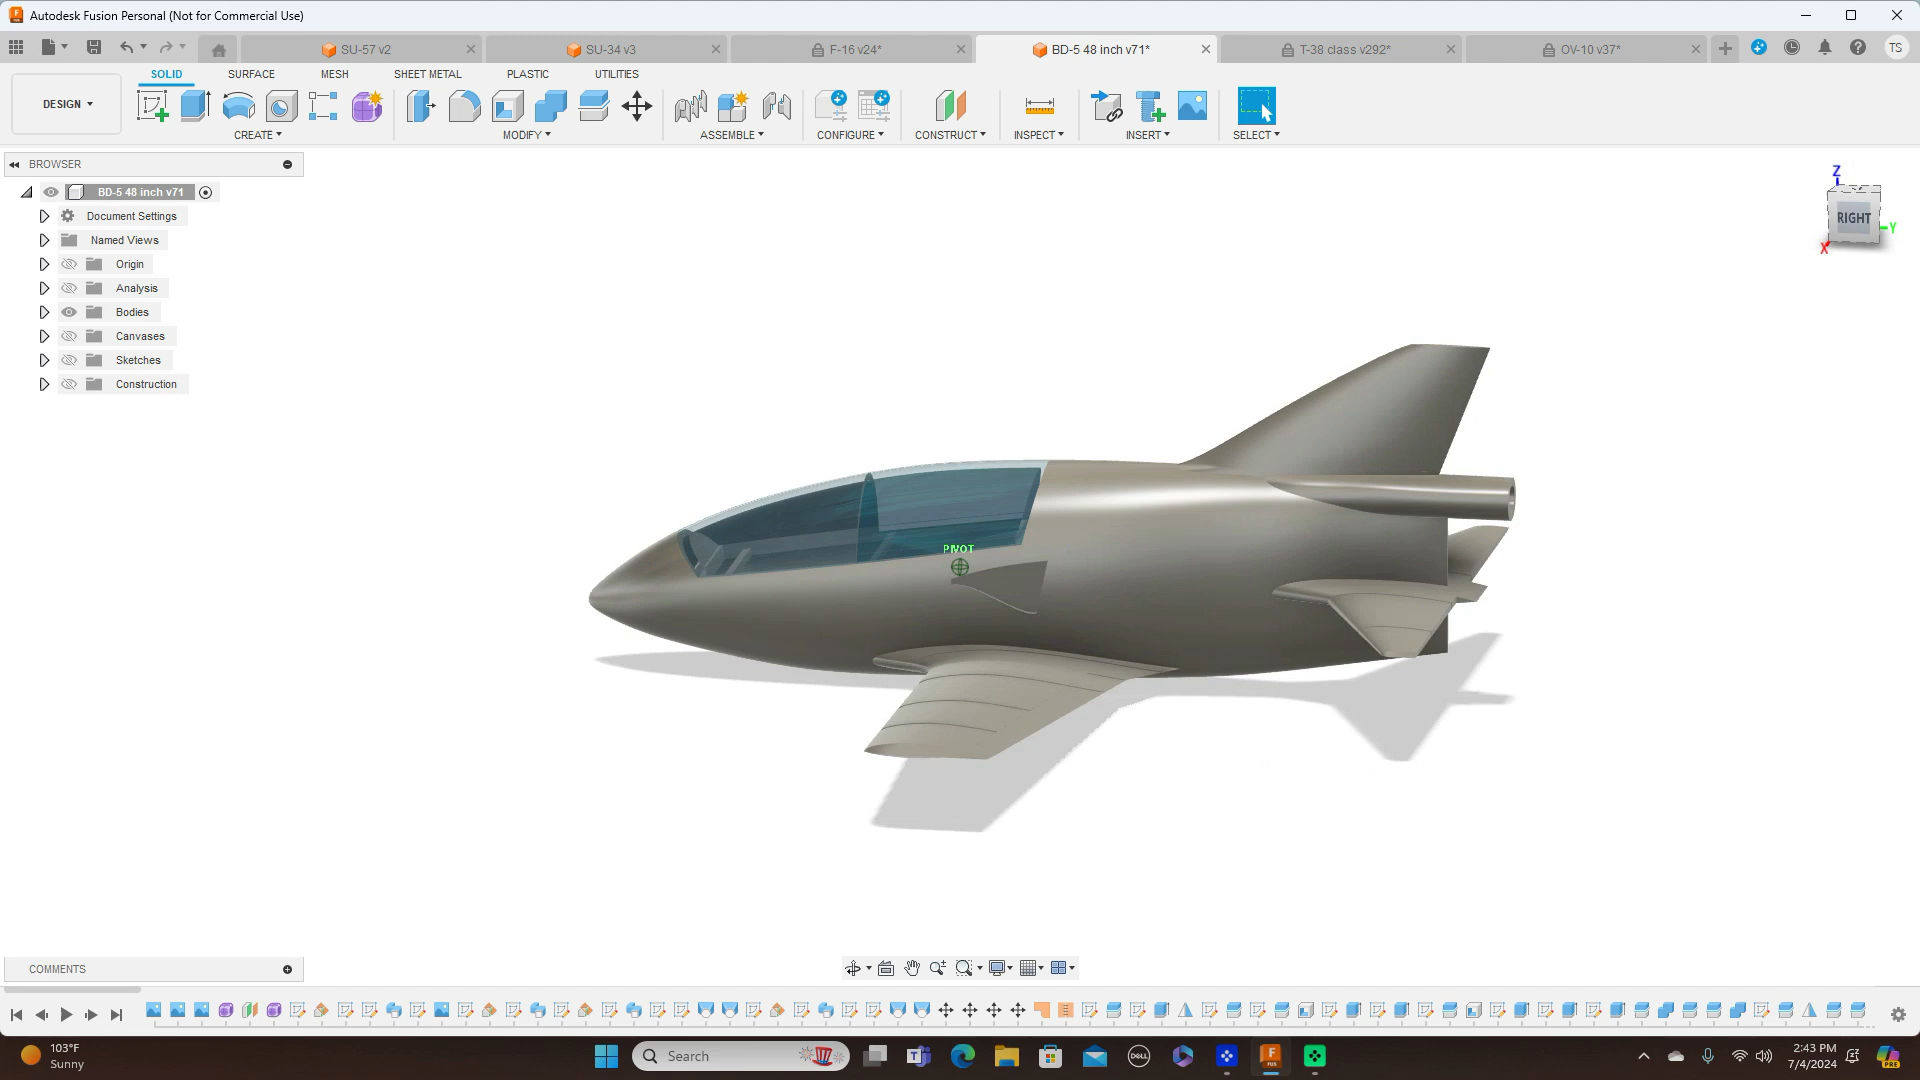 Autodesk Fusion Personal (Not for Commercial Use)
SU-57 v2
SU-34 v3
F-16 v24*
BD-5 48 inch v71*
T-38 class v292*
OV-10 v37*
TS
SOLID
SURFACE
MESH
SHEET METAL
PLASTIC
UTILITIES
DESIGN
CREATE
MODIFY
ASSEMBLE
CONFIGURE
CONSTRUCT
INSPECT
INSERT
SELECT
BROWSER
BD-5 48 inch v71
Document Settings
Named Views
Origin
Analysis
Bodies
Canvases
Sketches
Construction
Z
RIGHT
Y
X
PIVOT
COMMENTS
103°F
Sunny
Search
DELL
F
FUS
2:43 PM
7/4/2024
PRE